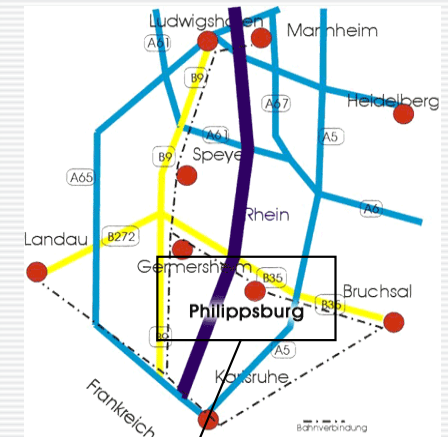 Ludwigshafen
Mannheim
A61
B9
Heidelberg
A67
A61
A5
B9
Speyer
A65
Rhein
A6
B272
Landau
Germersheim
B35
Bruchsal
B35
Philippsburg
B9
A5
Karlsruhe
Frankreich
Bahnverbindung